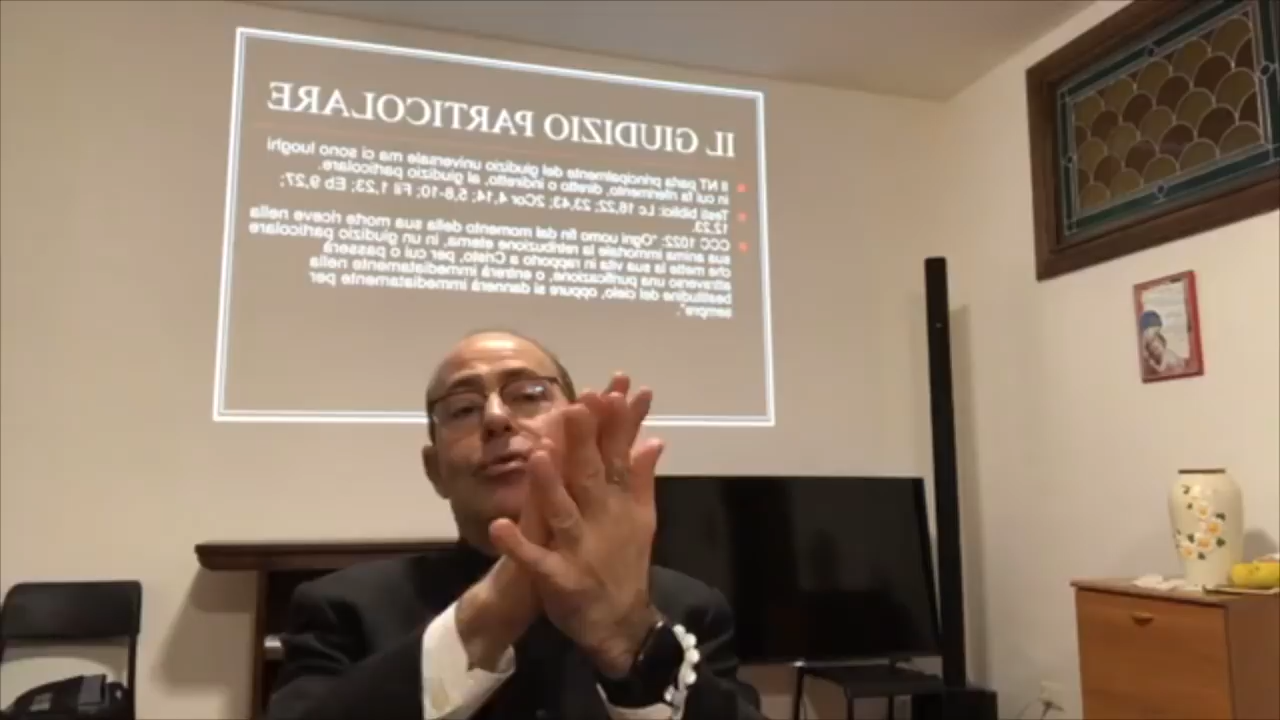 IL GIUDIZIO PARTICOLARE
Il NT parla principalmente del giudizio universale ma ci sono luoghi
in cui fa riferimento, diretto o indiretto, al giudizio particolare.
Testi biblici: Lc 16,22; 23,43; 2Cor 4,14; 5,8-10; Fil 1,23; Eb 9,27;
12,23.
CCC 1022: "Ogni uomo fin dal momento della sua morte riceve nella
sua anima immortale la retribuzione eterna, in un giudizio particolare
che mette la sua vita in rapporto a Cristo, per cui o passerà
attraverso una purificazione, o entrerà immediatamente nella
beatitudine del cielo, oppure si dannerà immediatamente per
sempre".